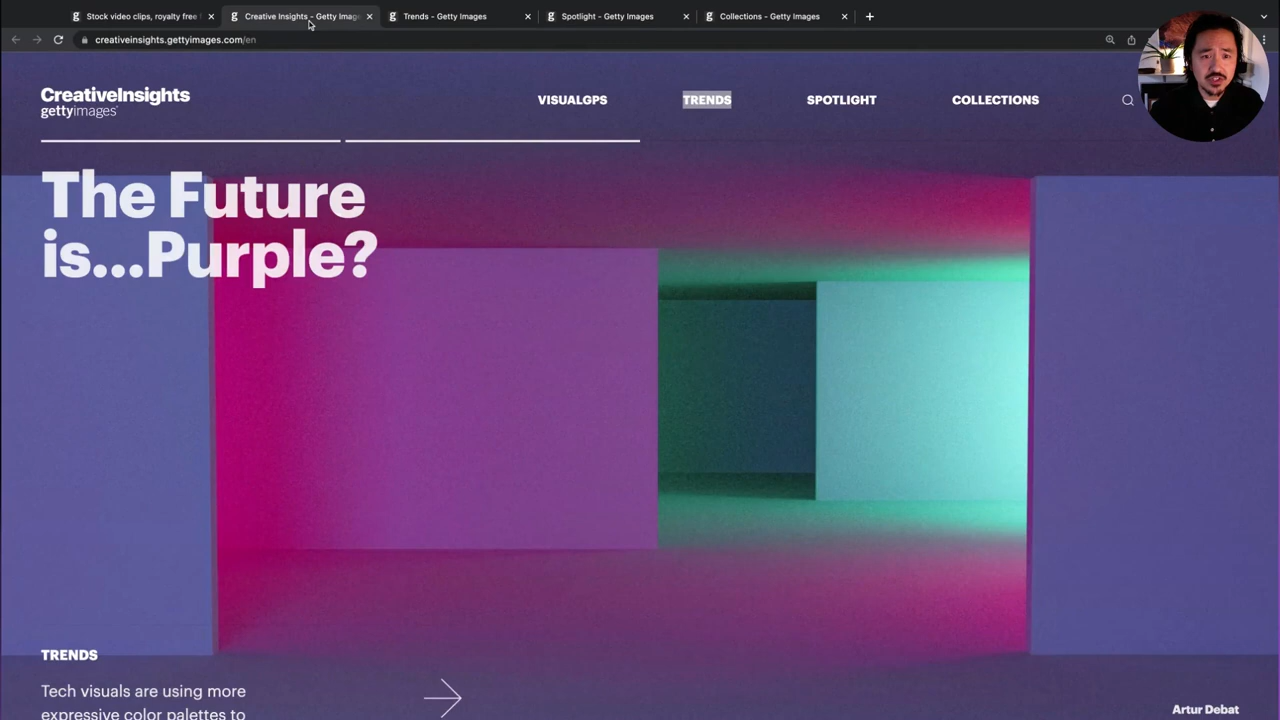 Stock video clips, royalty free
Creative Insights - Getty Image
Trends - Getty Images
Spotlight - Getty Images
Collections - Getty Images
creativeinsights.gettyimages.com/en
CreativeInsights
gettyimages
VISUALGPS
TRENDS
SPOTLIGHT
COLLECTIONS
The Future
is...Purple?
TRENDS
Tech visuals are using more
expressive color palettes to
Artur Debat